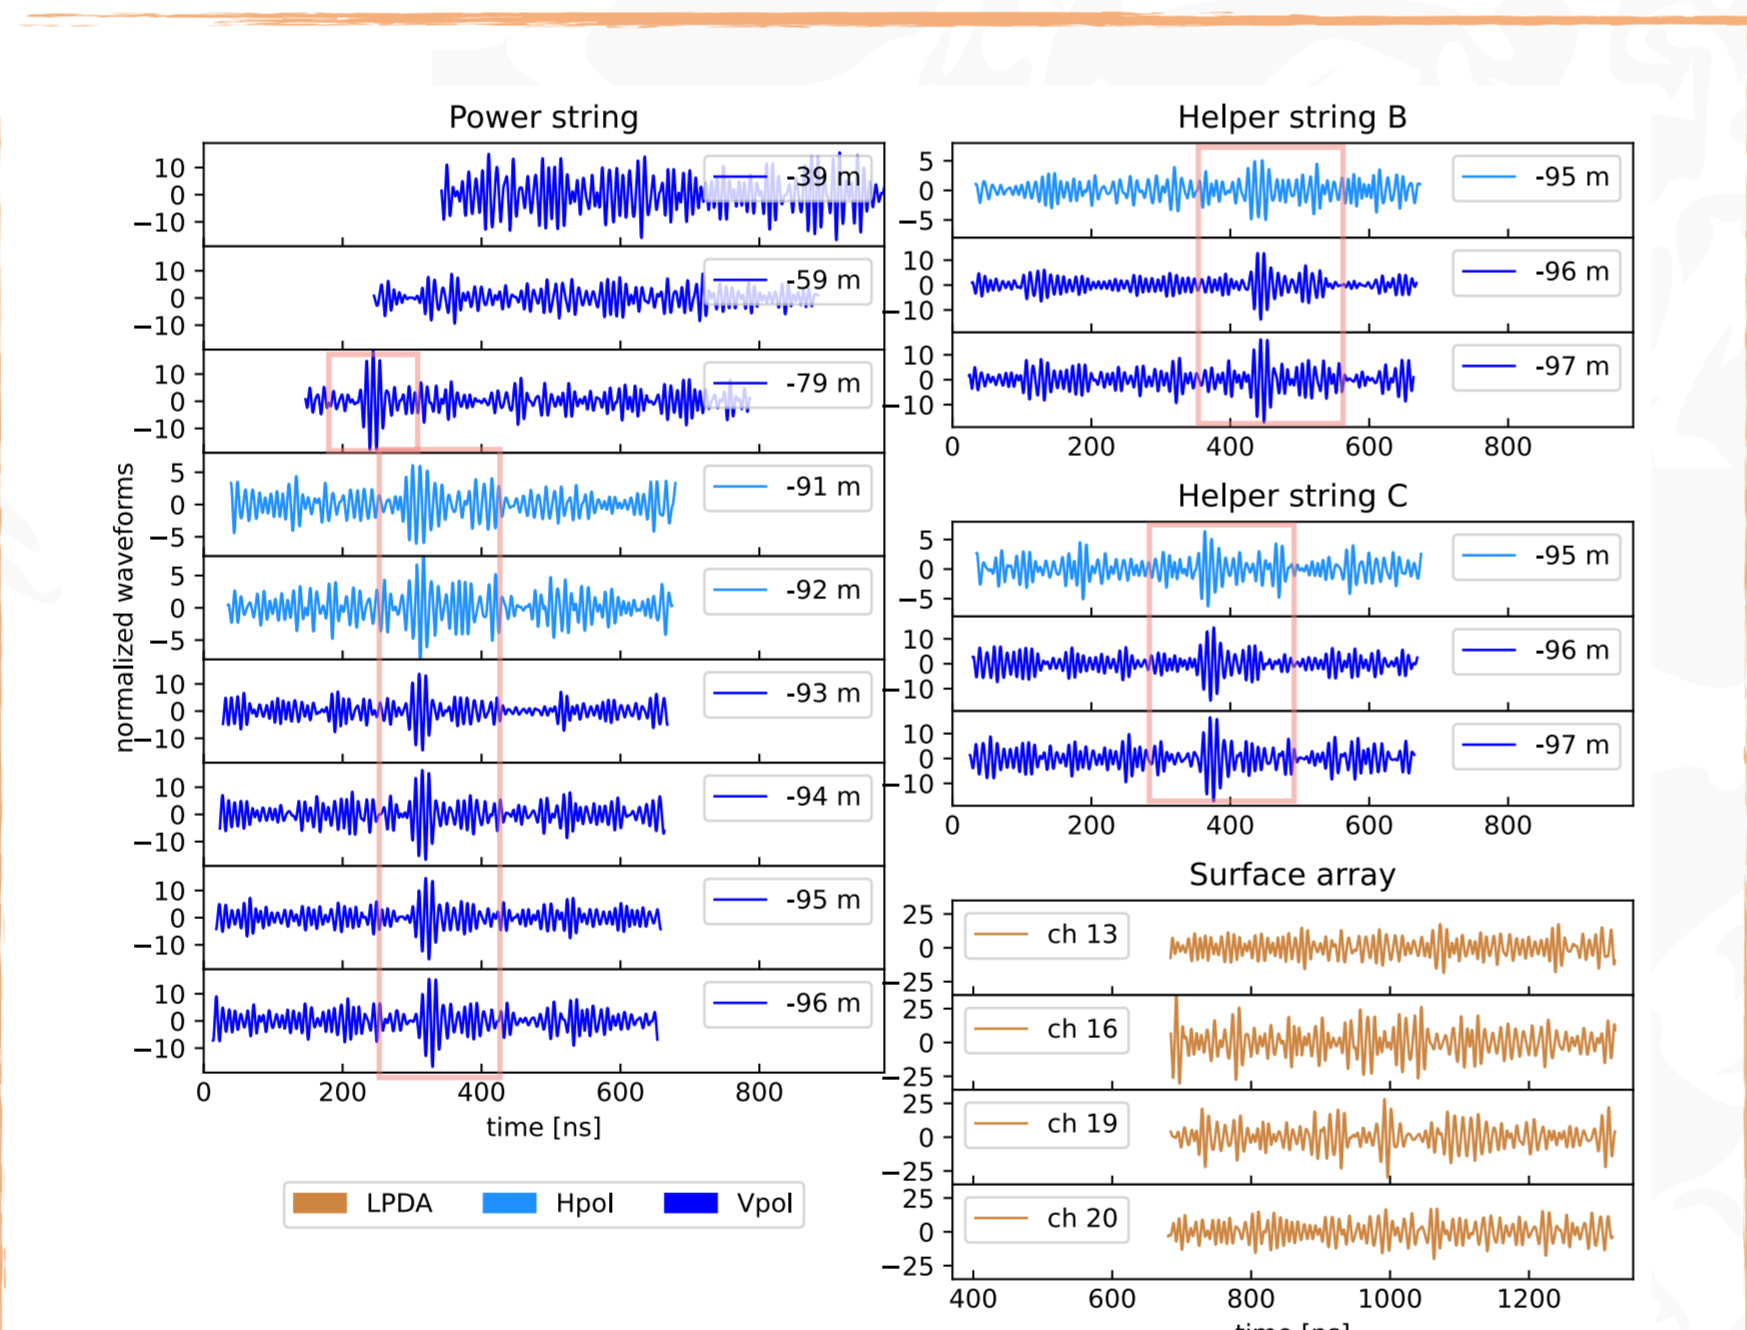 Power string
10
0
−10
-39 m
10
0
−10
-59 m
10
0
−10
-79 m
5
0
−5
-91 m
5
0
−5
-92 m
10
0
−10
-93 m
10
0
−10
-94 m
10
0
−10
-95 m
10
0
−10
-96 m
0 200 400 600 800
time [ns]
normalized waveforms
LPDA Hpol Vpol
Helper string B
5
0
−5
-95 m
10
0
−10
-96 m
10
0
−10
-97 m
0 200 400 600 800
Helper string C
5
0
−5
-95 m
10
0
−10
-96 m
10
0
−10
-97 m
0 200 400 600 800
Surface array
25
0
−25
ch 13
25
0
−25
ch 16
25
0
−25
ch 19
25
0
−25
ch 20
400 600 800 1000 1200
time [ns]